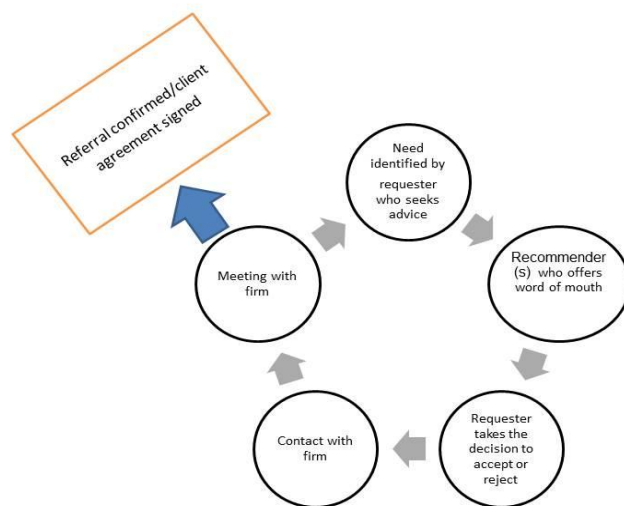 Referral confirmed/client
agreement signed
Need
identified by
requester
who seeks
advice
Recommender
(s) who offers
word of mouth
Requester
takes the
decision to
accept or
reject
Contact with
firm
Meeting with
firm